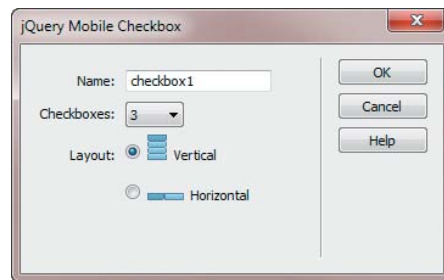 jQuery Mobile Checkbox
Name: checkbox1
Checkboxes: 3
Layout: Vertical
Horizontal
OK
Cancel
Help